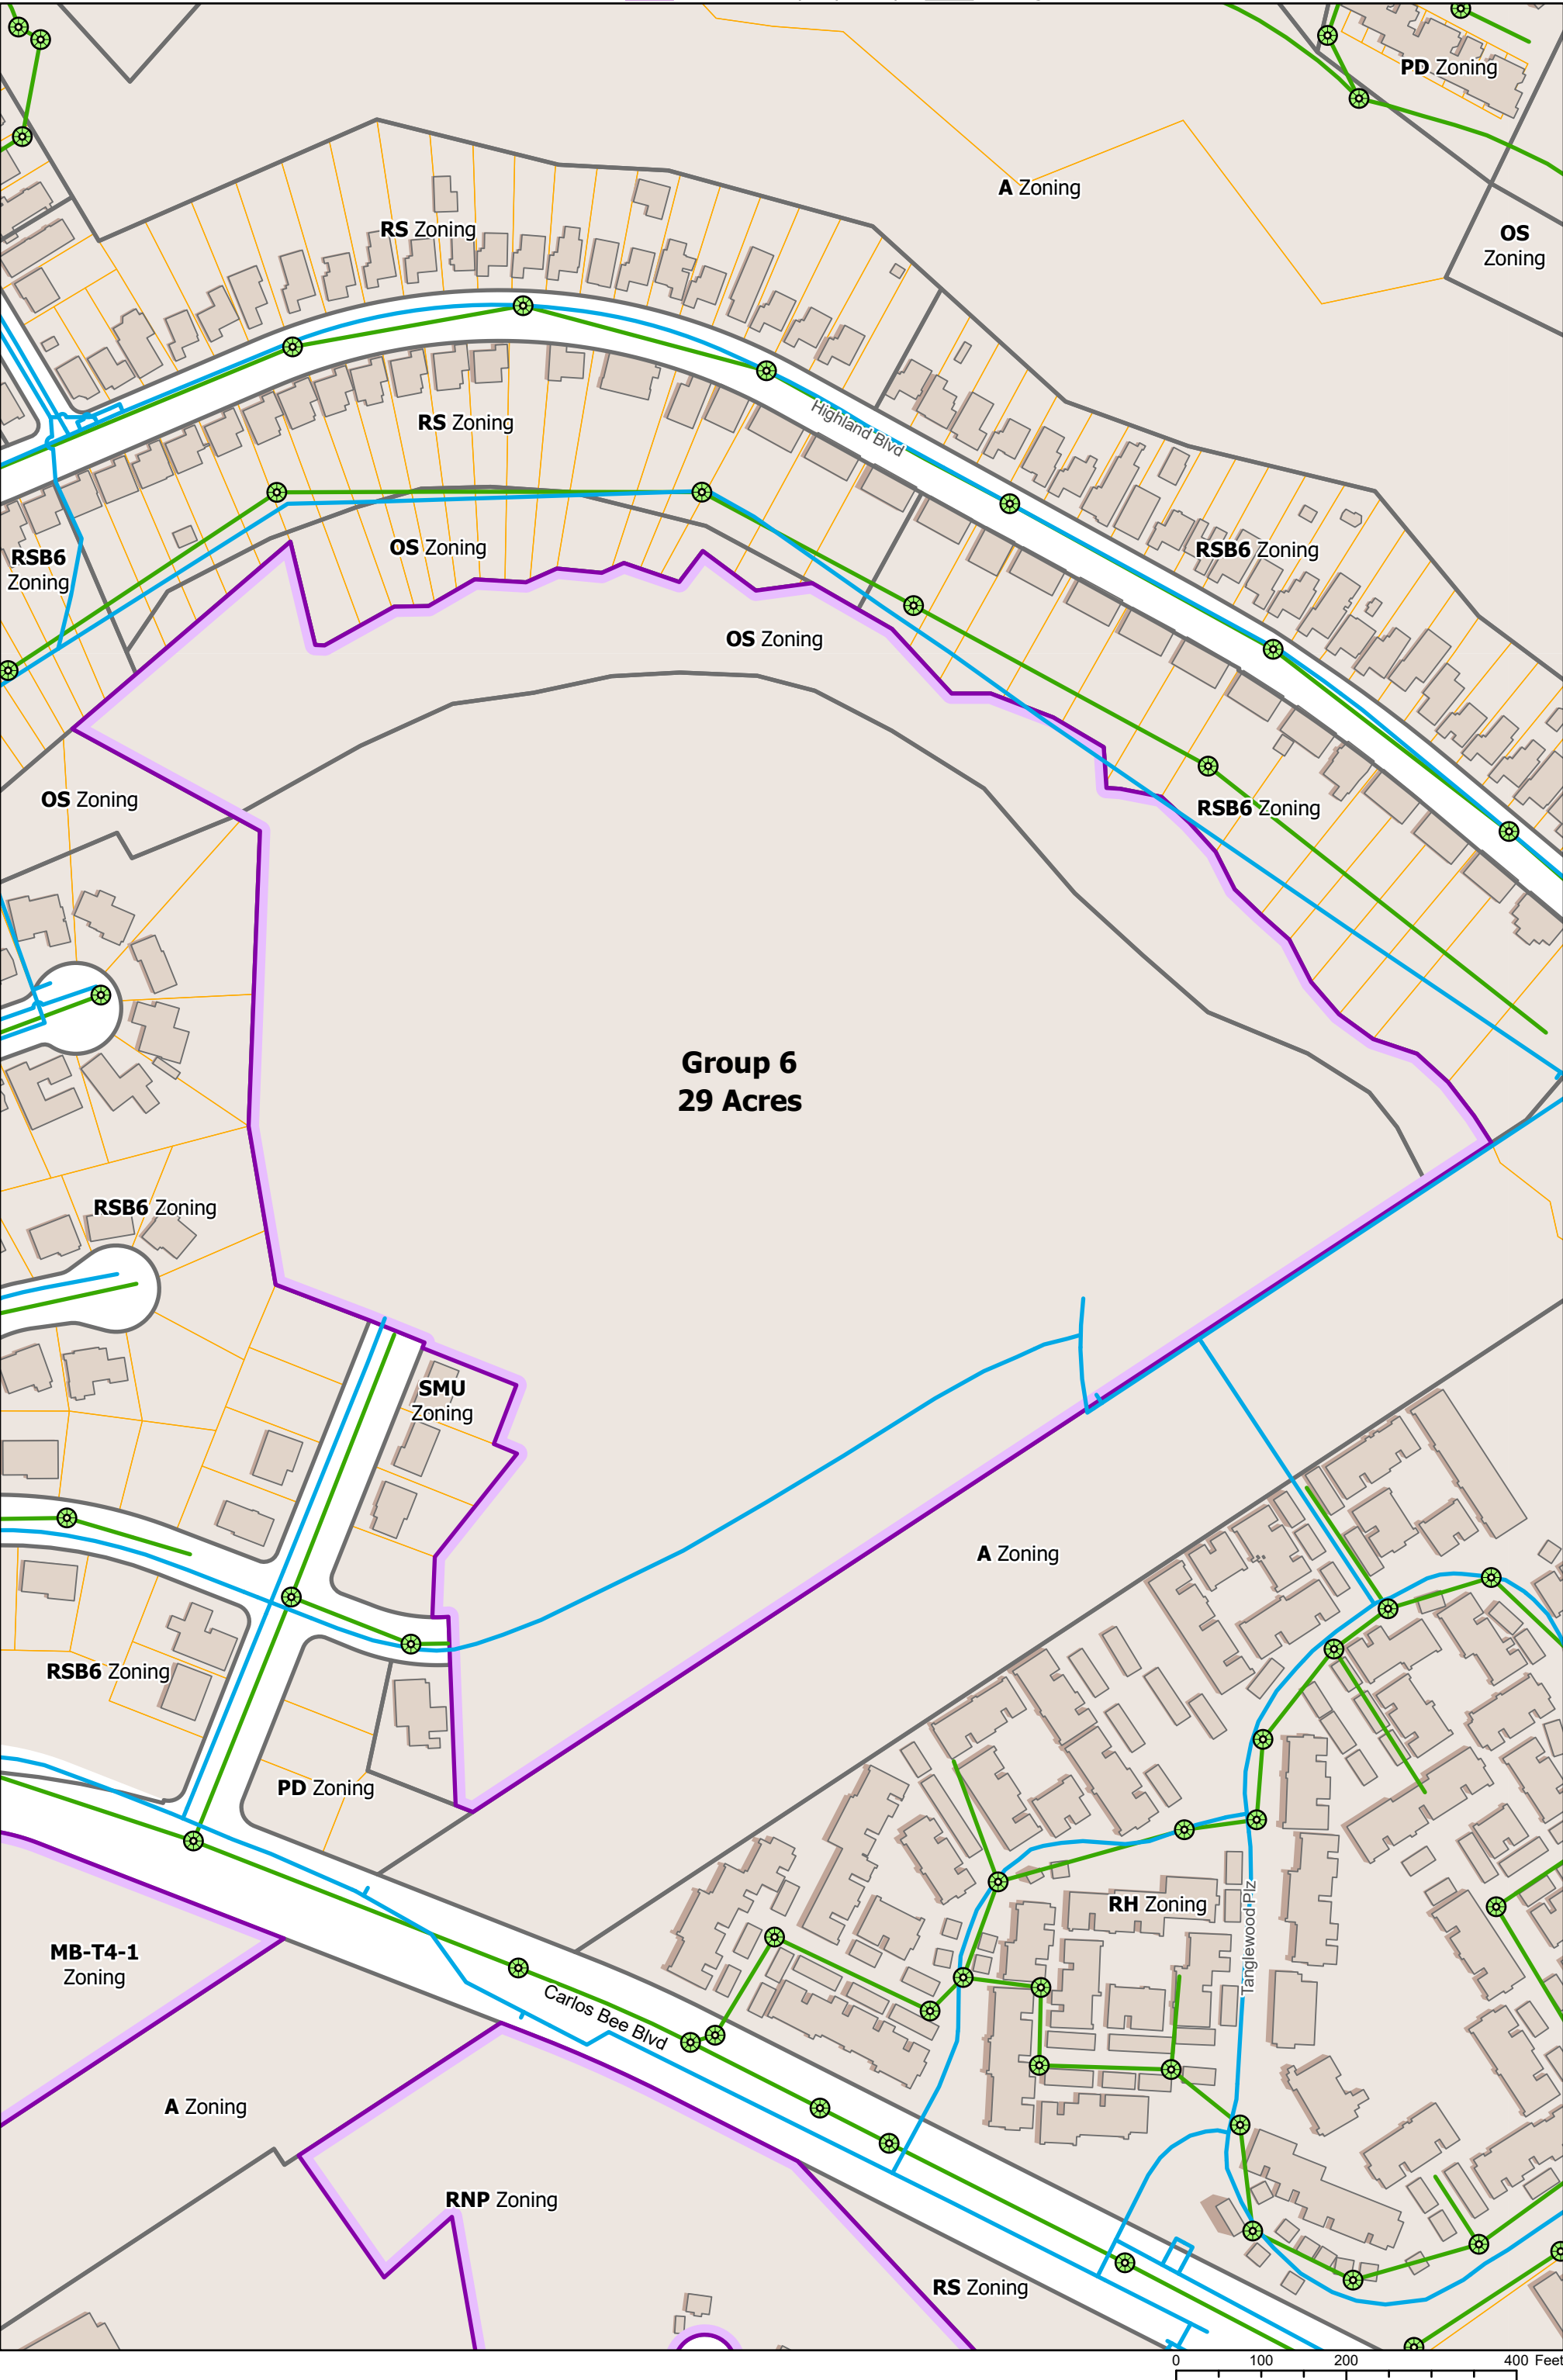 PD Zoning
A Zoning
OS
Zoning
RS Zoning
Highland Blvd
RS Zoning
OS Zoning
RSB6 Zoning
RSB6
Zoning
OS Zoning
OS Zoning
RSB6 Zoning
Group 6
29 Acres
RSB6 Zoning
SMU
Zoning
A Zoning
RSB6 Zoning
PD Zoning
RH Zoning
Tanglewood Plz
MB-T4-1
Zoning
Carlos Bee Blvd
A Zoning
RNP Zoning
RS Zoning
0 100 200 400 Feet